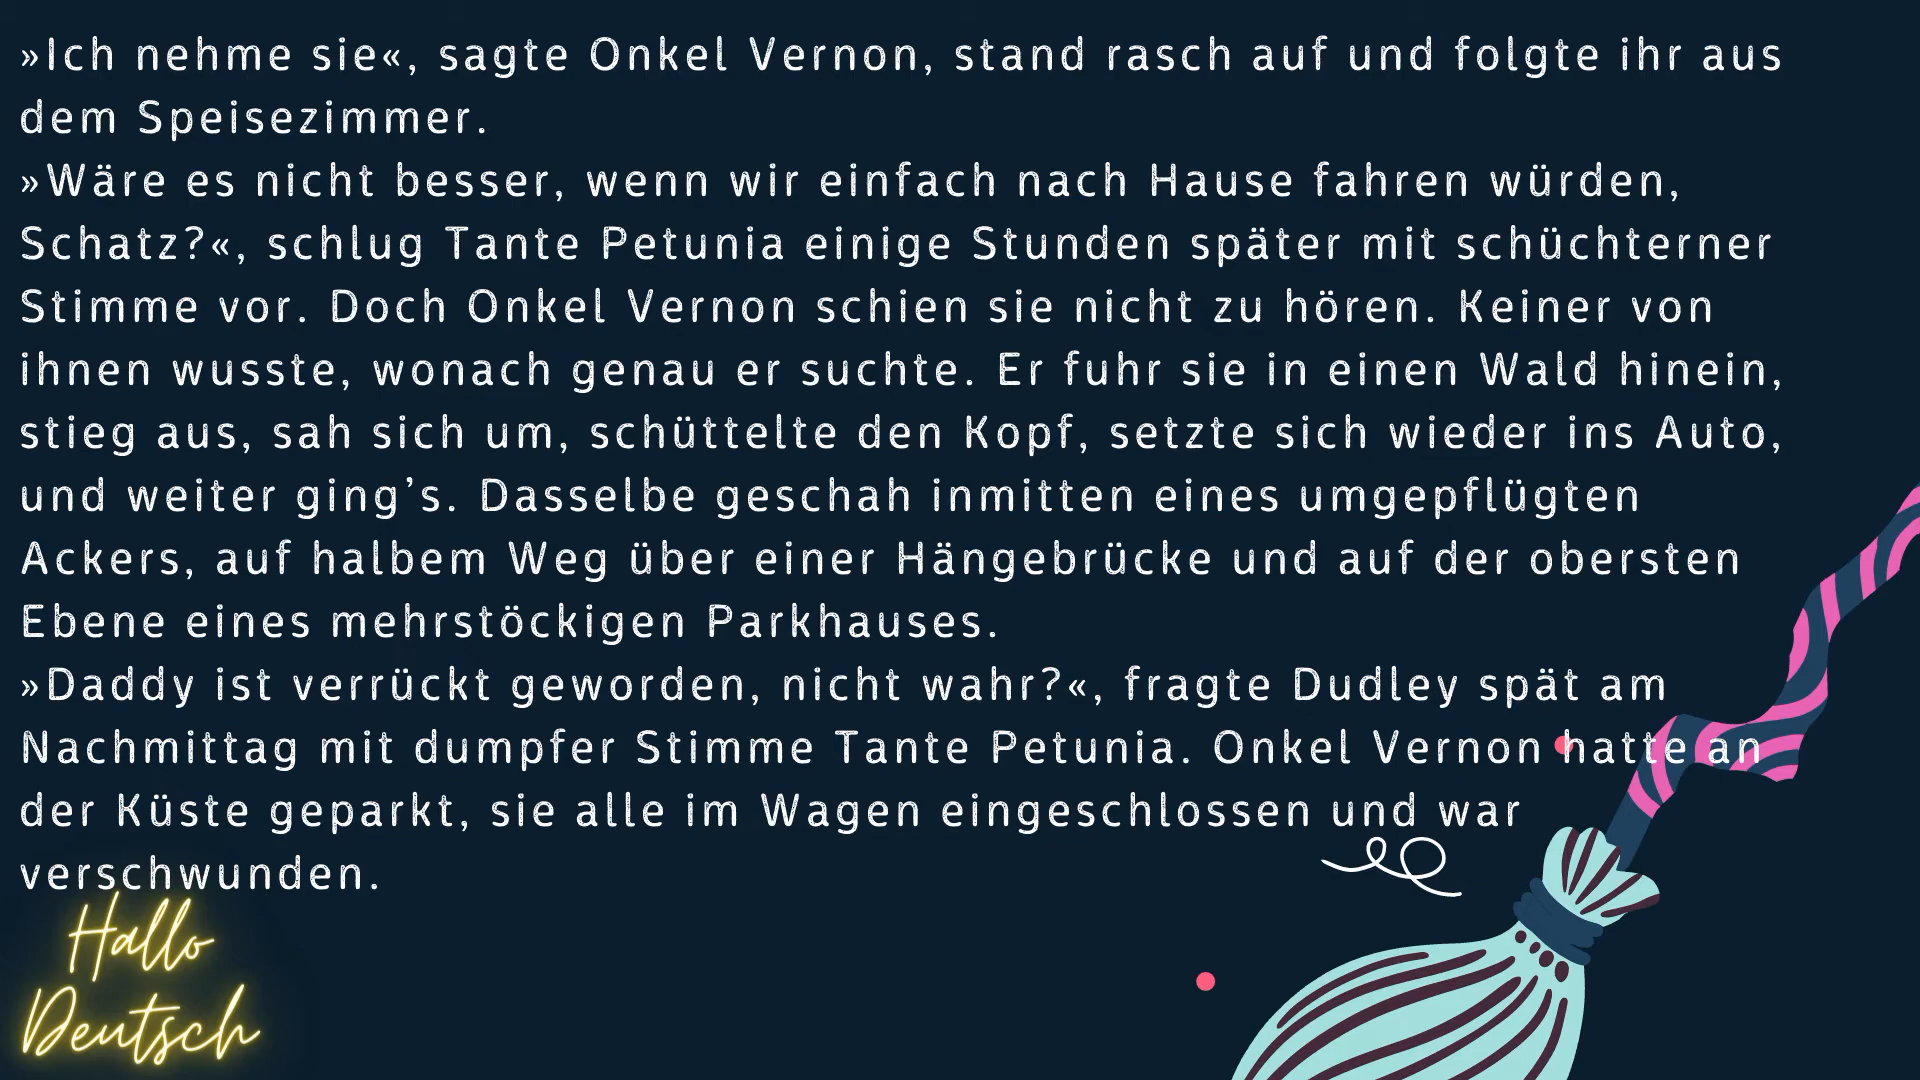 »Ich nehme sie«, sagte Onkel Vernon, stand rasch auf und folgte ihr aus
dem Speisezimmer.
»Wäre es nicht besser, wenn wir einfach nach Hause fahren würden,
Schatz?«, schlug Tante Petunia einige Stunden später mit schüchterner
Stimme vor. Doch Onkel Vernon schien sie nicht zu hören. Keiner von
ihnen wusste, wonach genau er suchte. Er fuhr sie in einen Wald hinein,
stieg aus, sah sich um, schüttelte den Kopf, setzte sich wieder ins Auto,
und weiter ging’s. Dasselbe geschah inmitten eines umgepflügten
Ackers, auf halbem Weg über einer Hängebrücke und auf der obersten
Ebene eines mehrstöckigen Parkhauses.
»Daddy ist verrückt geworden, nicht wahr?«, fragte Dudley spät am
Nachmittag mit dumpfer Stimme Tante Petunia. Onkel Vernon hatte an
der Küste geparkt, sie alle im Wagen eingeschlossen und war
verschwunden.
Hallo
Deutsch